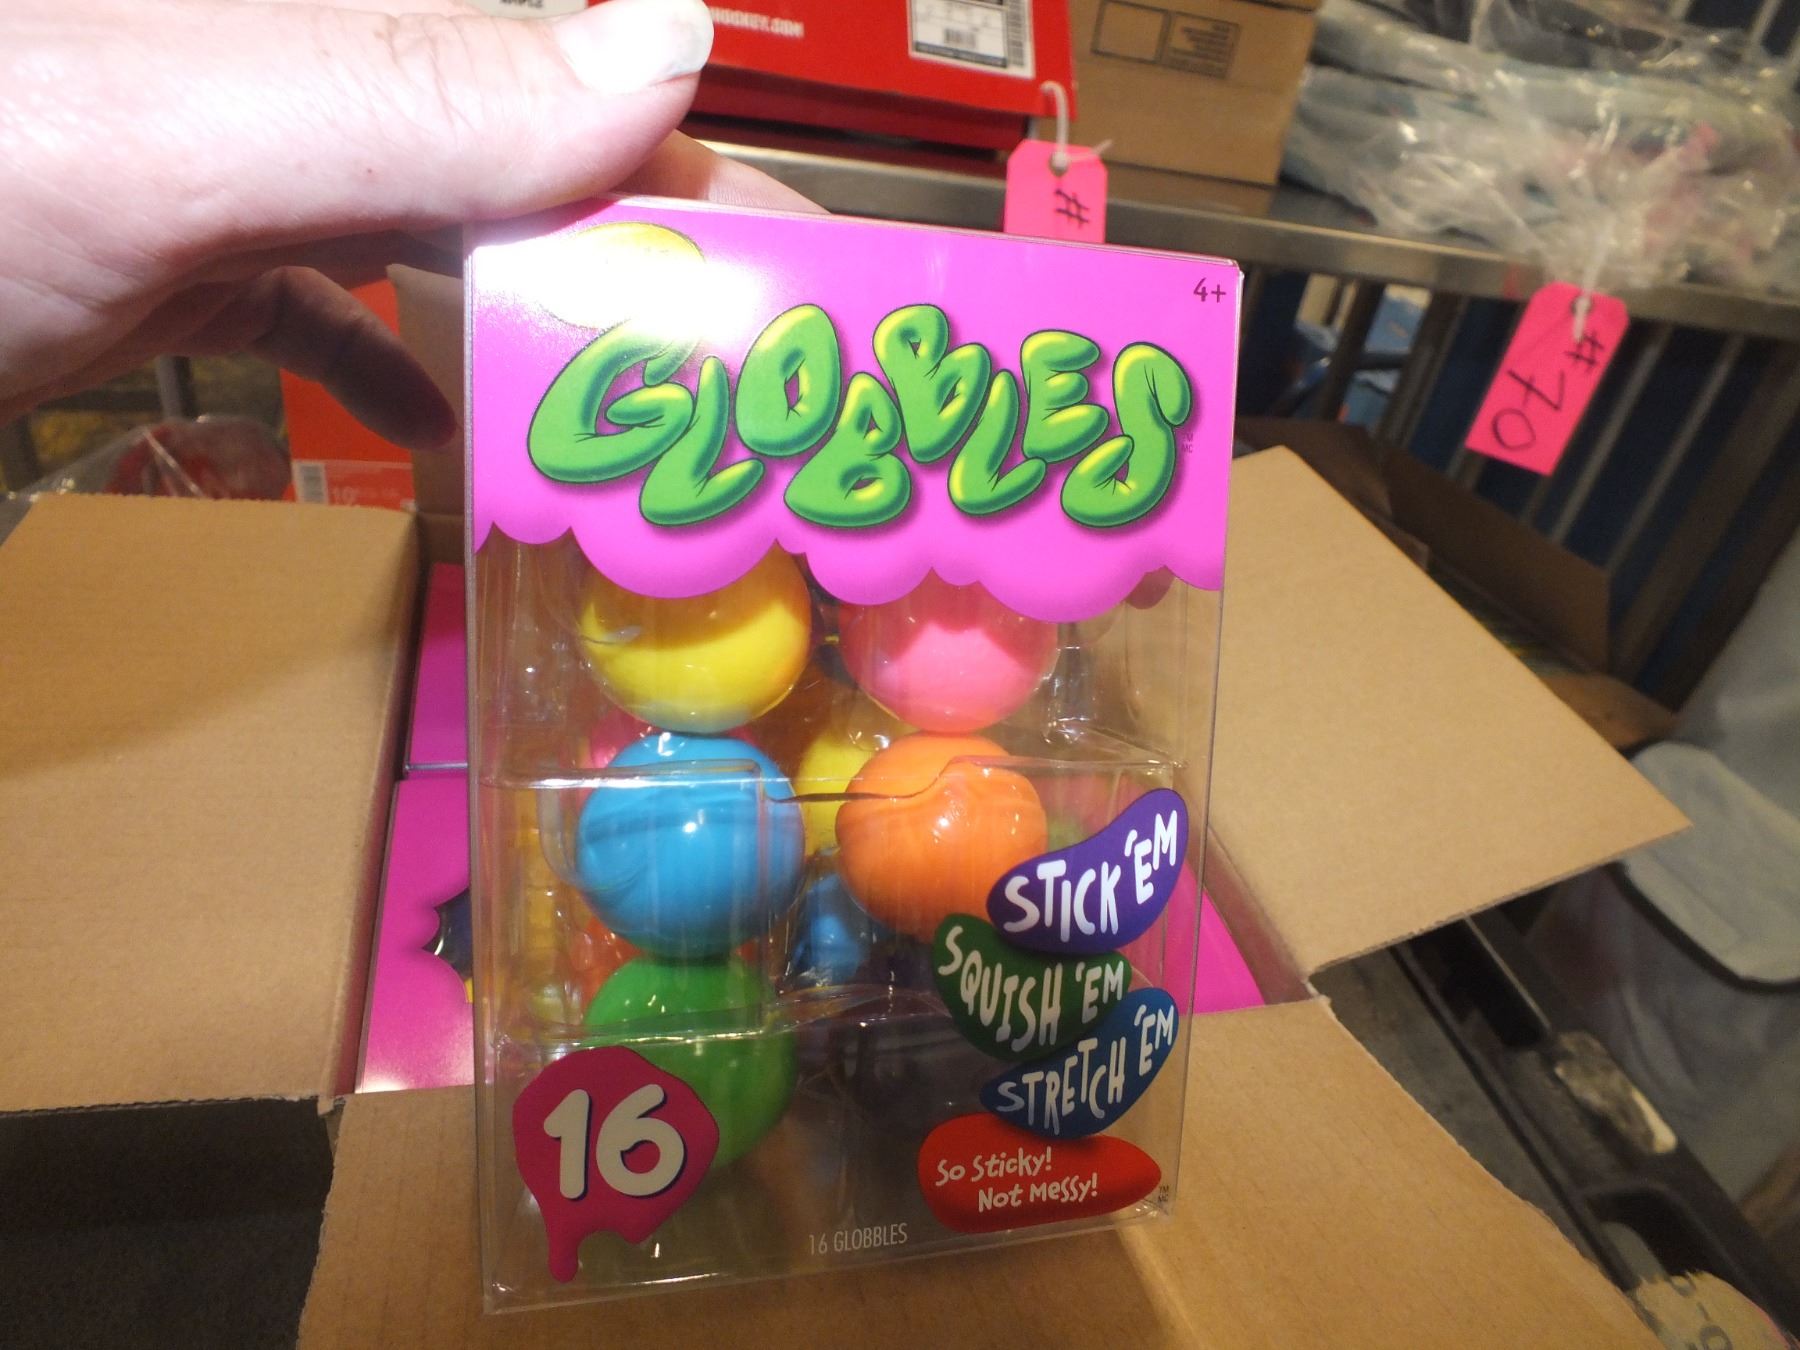 #
# 70
4+
GLOBBLES
TM
MC
STICK 'EM
SQUISH 'EM
STRETCH 'EM
So Sticky!
Not Messy!
TM
MC
16
16 GLOBBLES